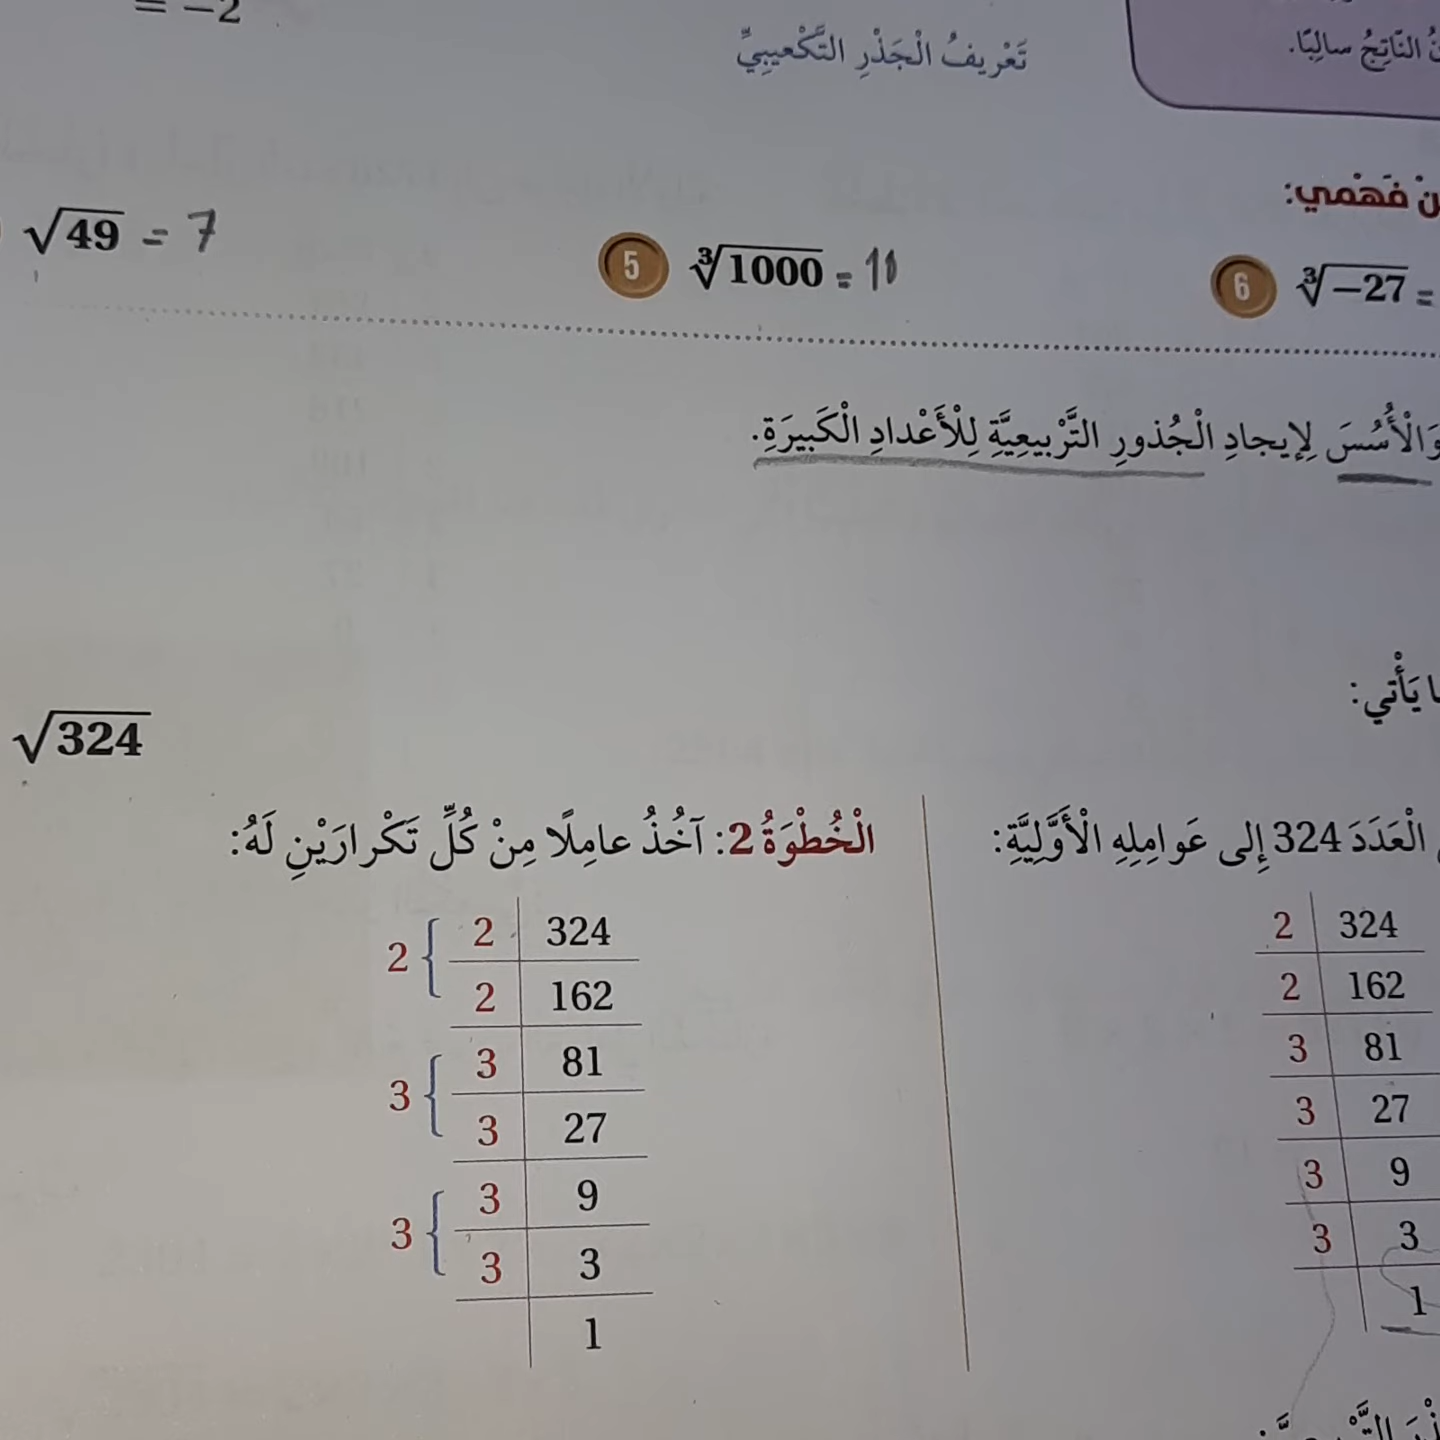 = -2
تَعْريفُ الْجَذْرِ التَّكْعيبِيِّ
النّاتِجُ سالِبًا.
فَهْمي:
√49 = 7
5 ∛1000 = 10
6 ∛-27 =
وَالْأُسُسَ لِإيجادِ الْجُذورِ التَّرْبيعِيَّةِ لِلْأَعْدادِ الْكَبيرَةِ.
يَأْتي:
√324
الْعَدَدَ 324 إِلى عَوامِلِهِ الْأَوَّلِيَّةِ:
2 324
2 162
3 81
3 27
3 9
3 3
1
الْخُطْوَةُ 2: آخُذُ عامِلًا مِنْ كُلِّ تَكْرارَيْنِ لَهُ:
2 { 2 324
2 162
3 { 3 81
3 27
3 { 3 9
3 3
1